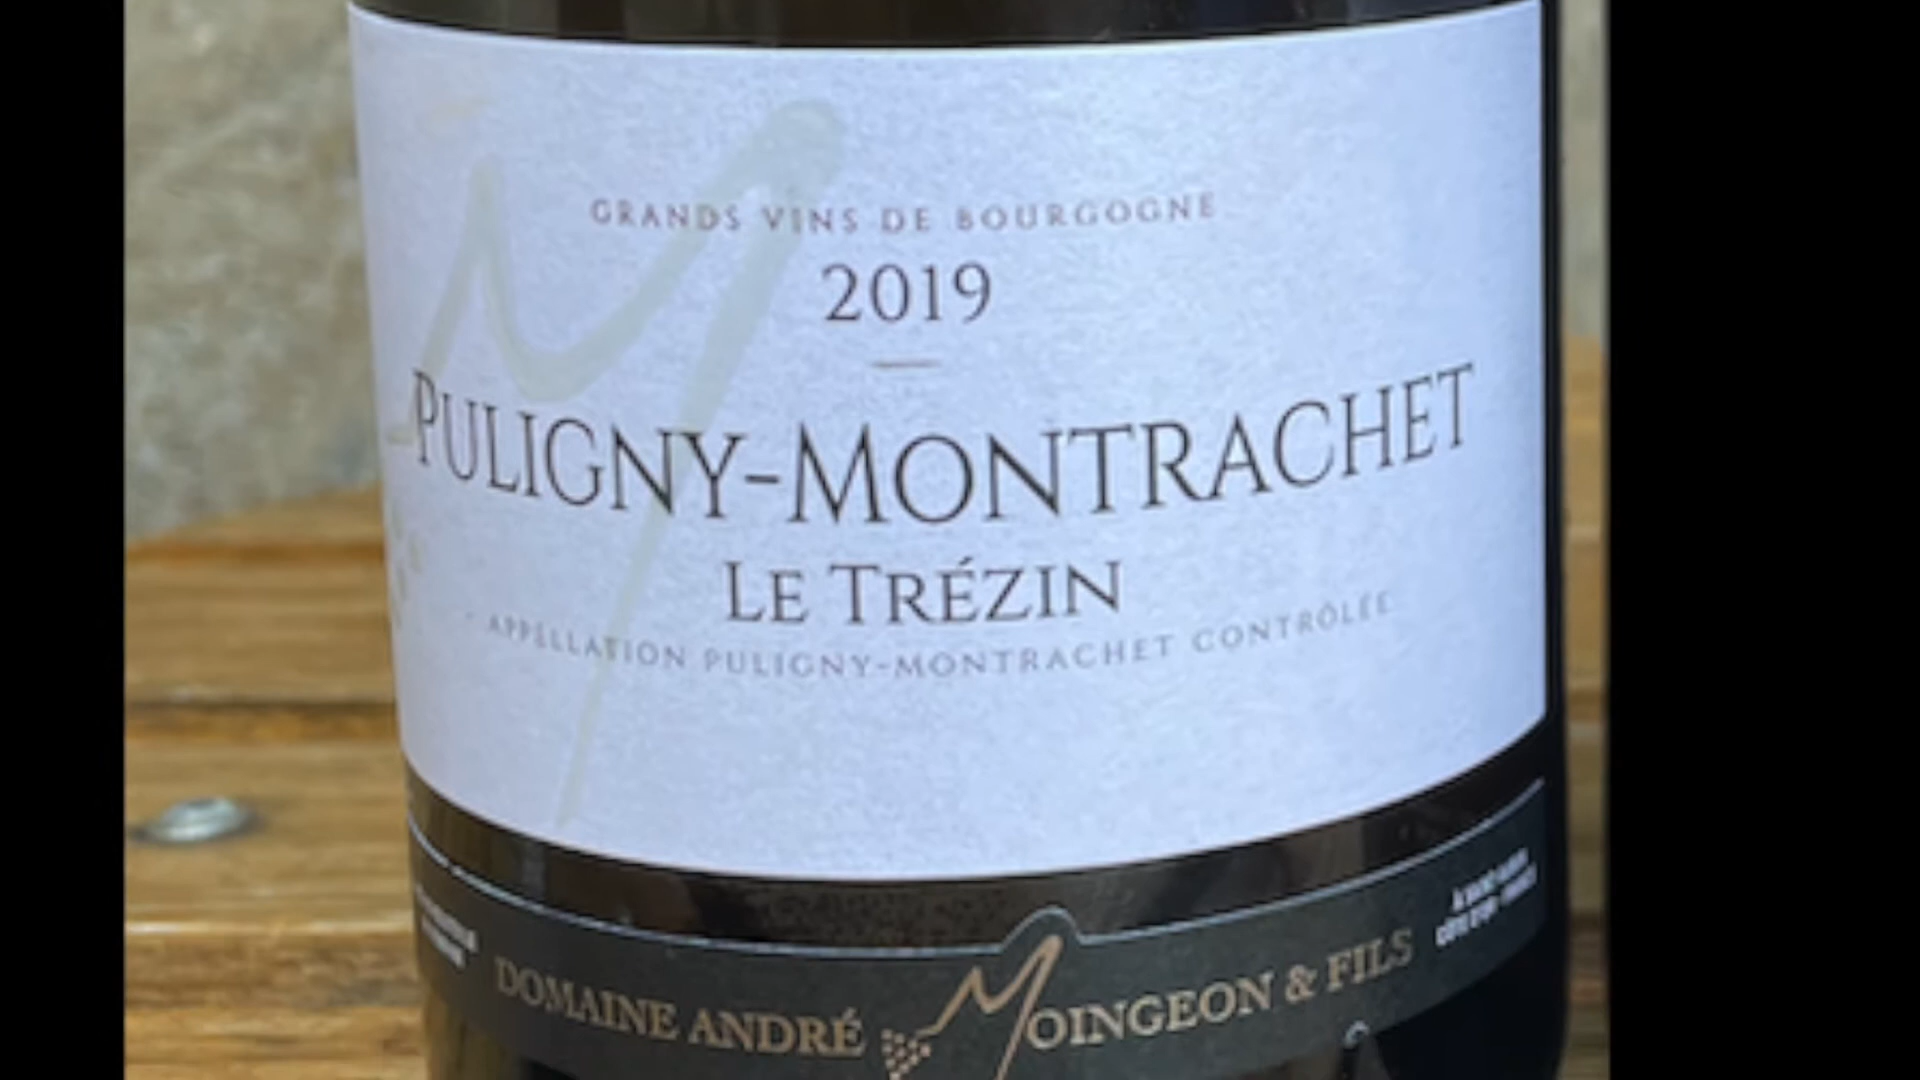 GRANDS VINS DE BOURGOGNE
2019
PULIGNY-MONTRACHET
LE TRÉZIN
APPELLATION PULIGNY-MONTRACHET CONTRÔLÉE
DOMAINE ANDRÉ MOINGEON & FILS